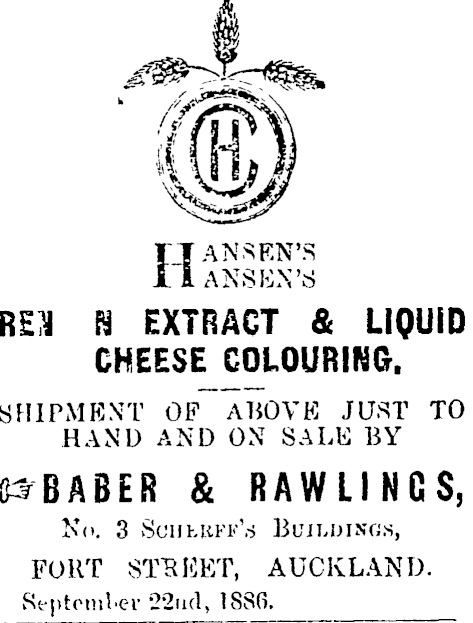 CH
HANSEN'S
HANSEN'S
EXTRACT & LIQUID
CHEESE COLOURING.
SHIPMENT OF ABOVE JUST TO
HAND AND ON SALE BY
BABER & RAWLINGS,
No. 3 SCHERFF'S BUILDINGS,
FORT STREET, AUCKLAND.
September 22nd, 1886.